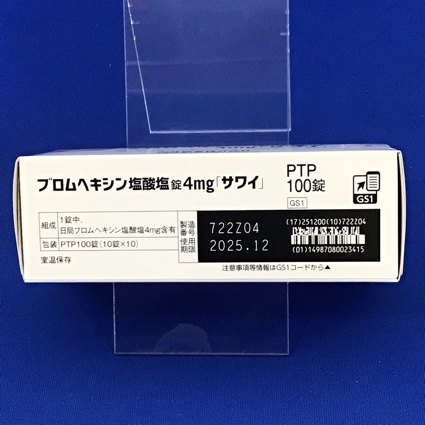 ブロムヘキシン塩酸塩錠4mg「サワイ」
PTP
100錠
GS1
GS1
組成 1錠中、
日局ブロムヘキシン塩酸塩4mg含有
包装 PTP100錠(10錠×10)
室温保存
製造番号 722Z04
使用期限 2025.12
(17)251200(10)722Z04
(01)14987080023415
注意事項等情報はGS1コードから▲